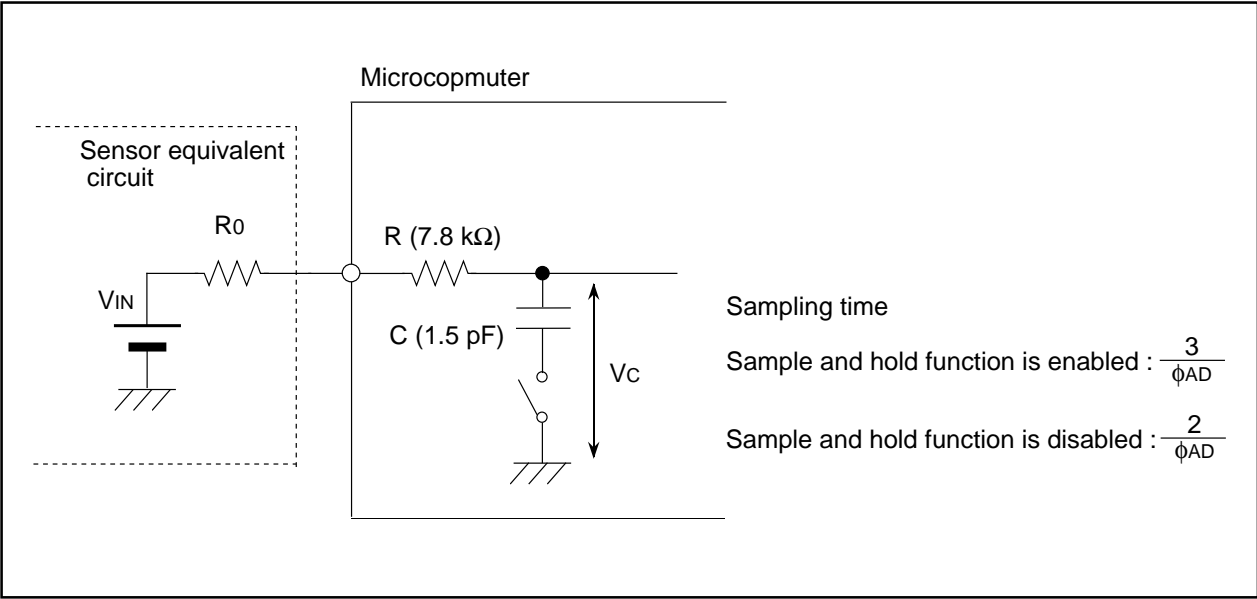 Microcopmuter
Sensor equivalent
circuit
R0
R (7.8 kΩ)
VIN
C (1.5 pF)
VC
Sampling time
Sample and hold function is enabled : 3/ϕAD
Sample and hold function is disabled : 2/ϕAD